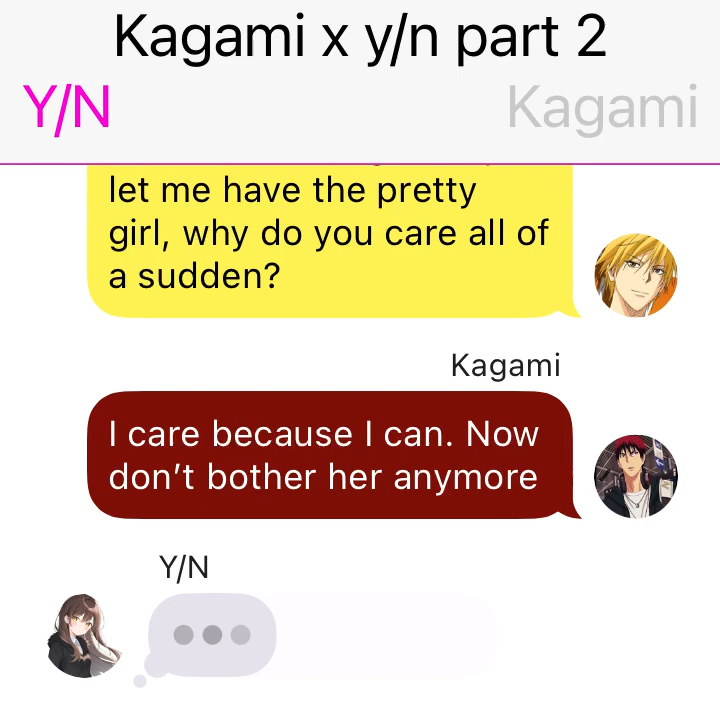 Kagami x y/n part 2
Y/N
Kagami
let me have the pretty
girl, why do you care all of
a sudden?
Kagami
I care because I can. Now
don’t bother her anymore
Y/N